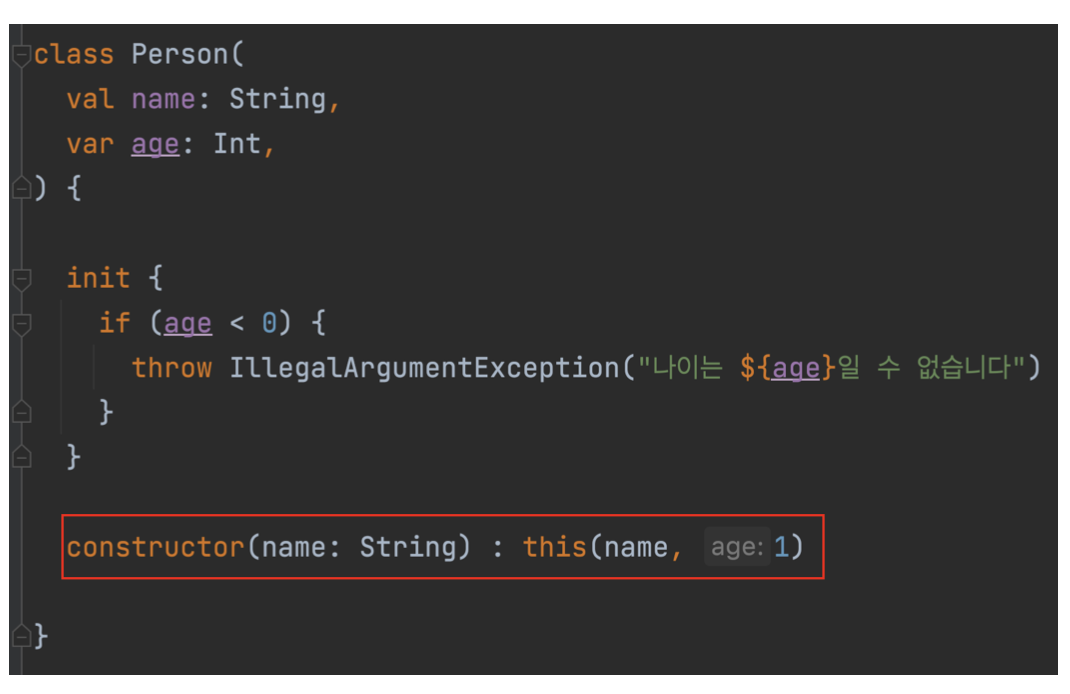 class Person(
val name: String,
var age: Int,
) {
init {
if (age < 0) {
throw IllegalArgumentException("나이는 ${age}일 수 없습니다")
}
}
constructor(name: String) : this(name, age: 1)
}